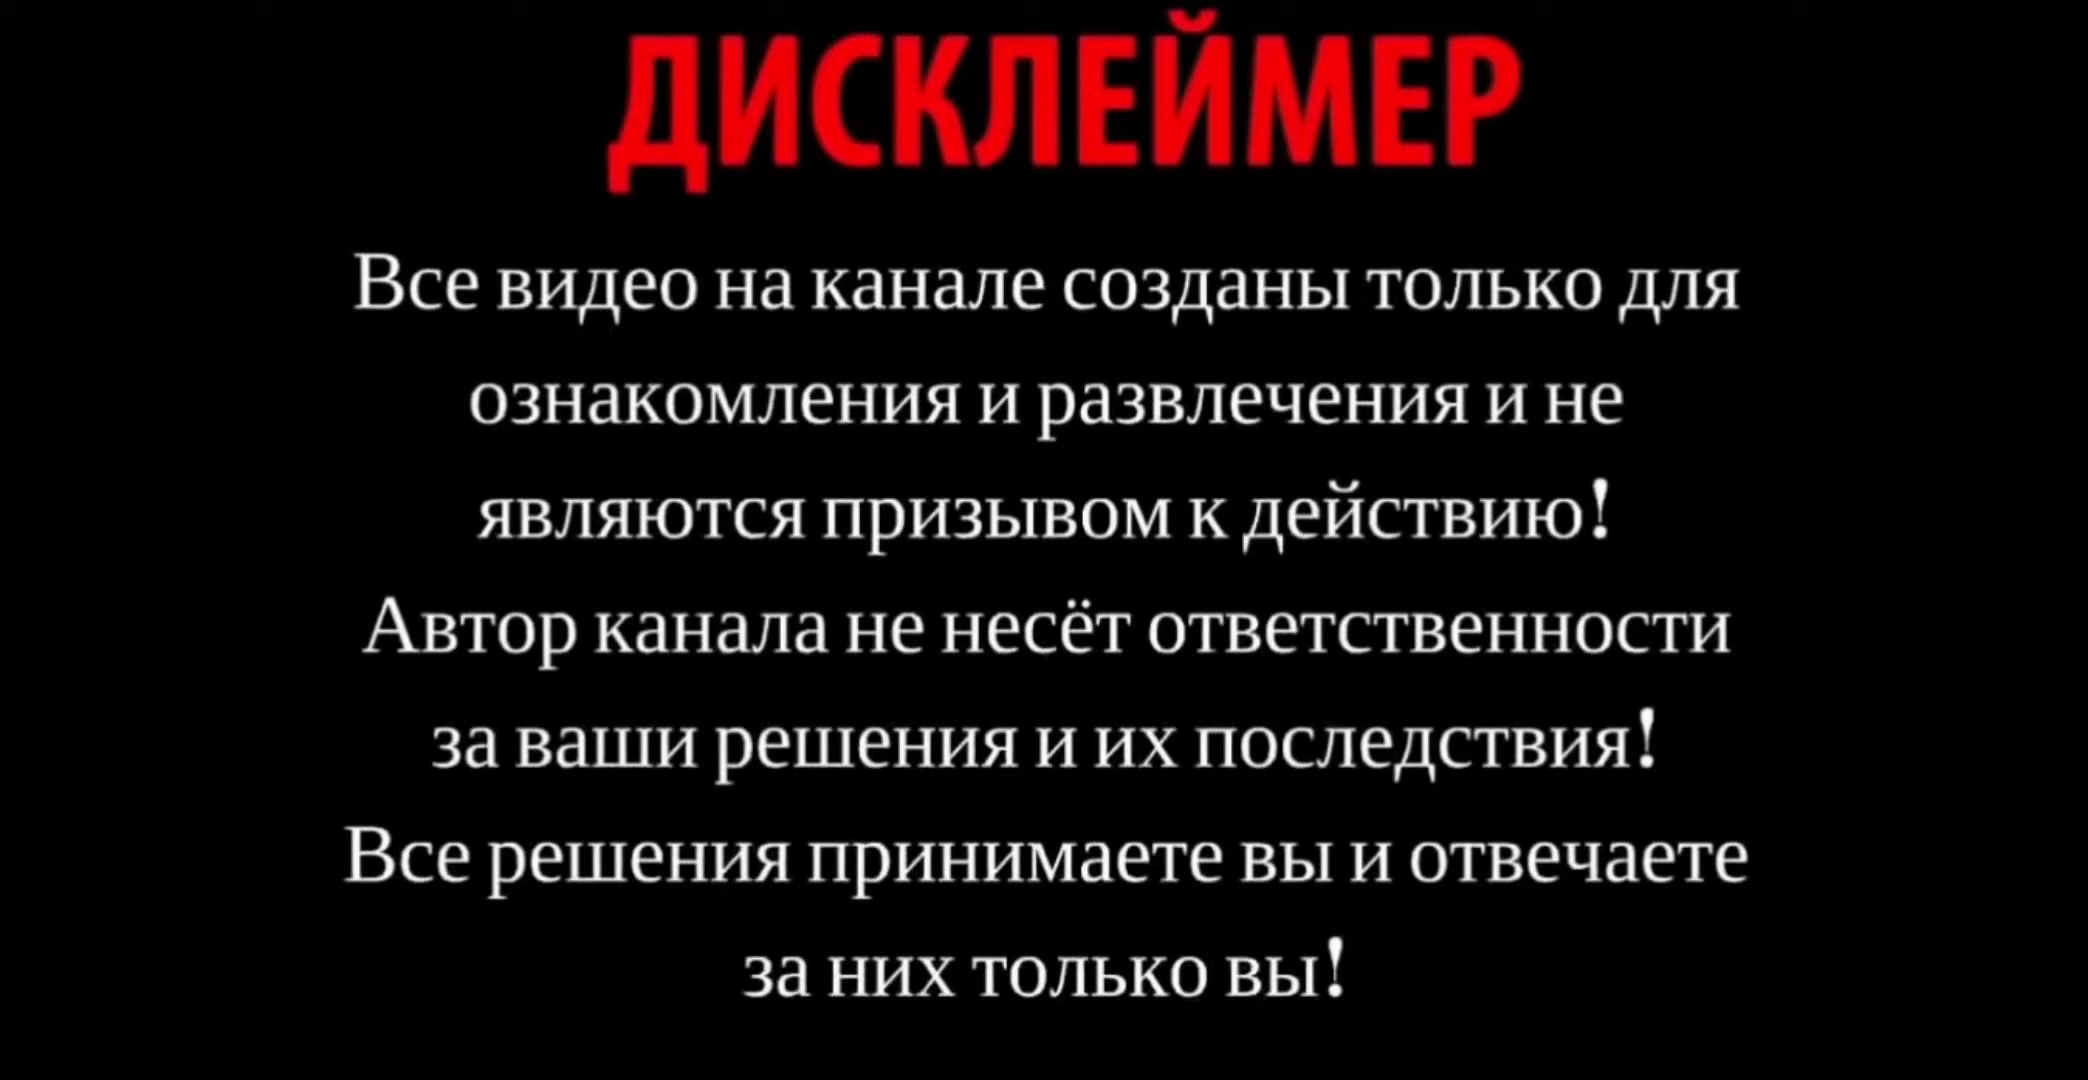 ДИСКЛЕЙМЕР
Все видео на канале созданы только для
ознакомления и развлечения и не
являются призывом к действию!
Автор канала не несёт ответственности
за ваши решения и их последствия!
Все решения принимаете вы и отвечаете
за них только вы!